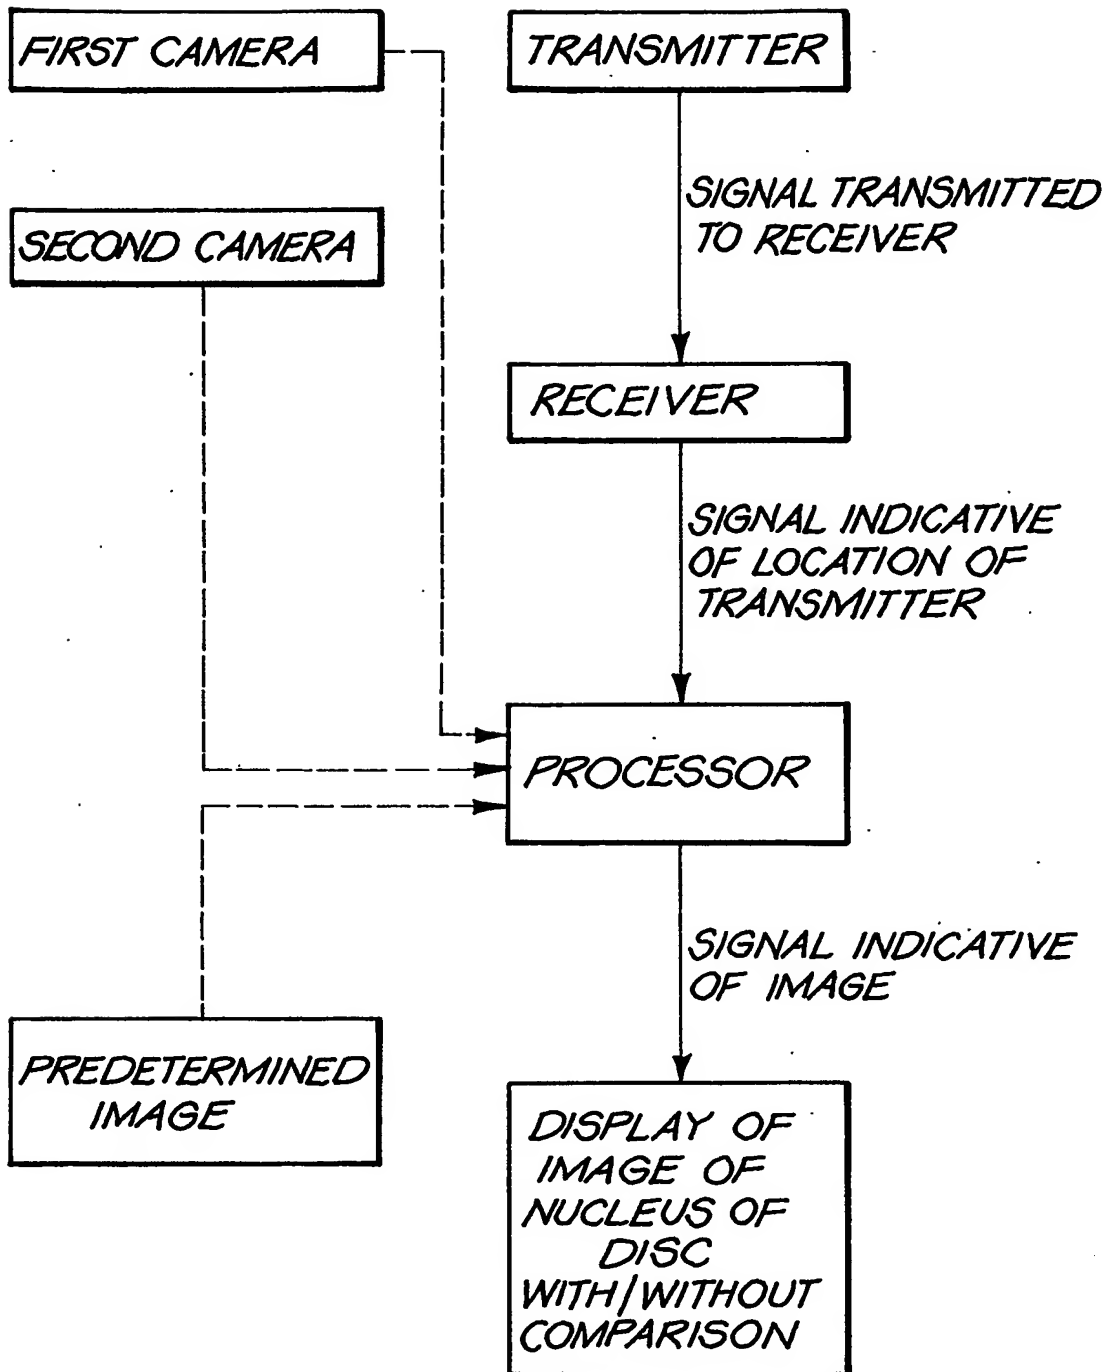 FIRST CAMERA
TRANSMITTER
SIGNAL TRANSMITTED
TO RECEIVER
SECOND CAMERA
RECEIVER
SIGNAL INDICATIVE
OF LOCATION OF
TRANSMITTER
PROCESSOR
SIGNAL INDICATIVE
OF IMAGE
PREDETERMINED
IMAGE
DISPLAY OF
IMAGE OF
NUCLEUS OF
DISC
WITH/WITHOUT
COMPARISON